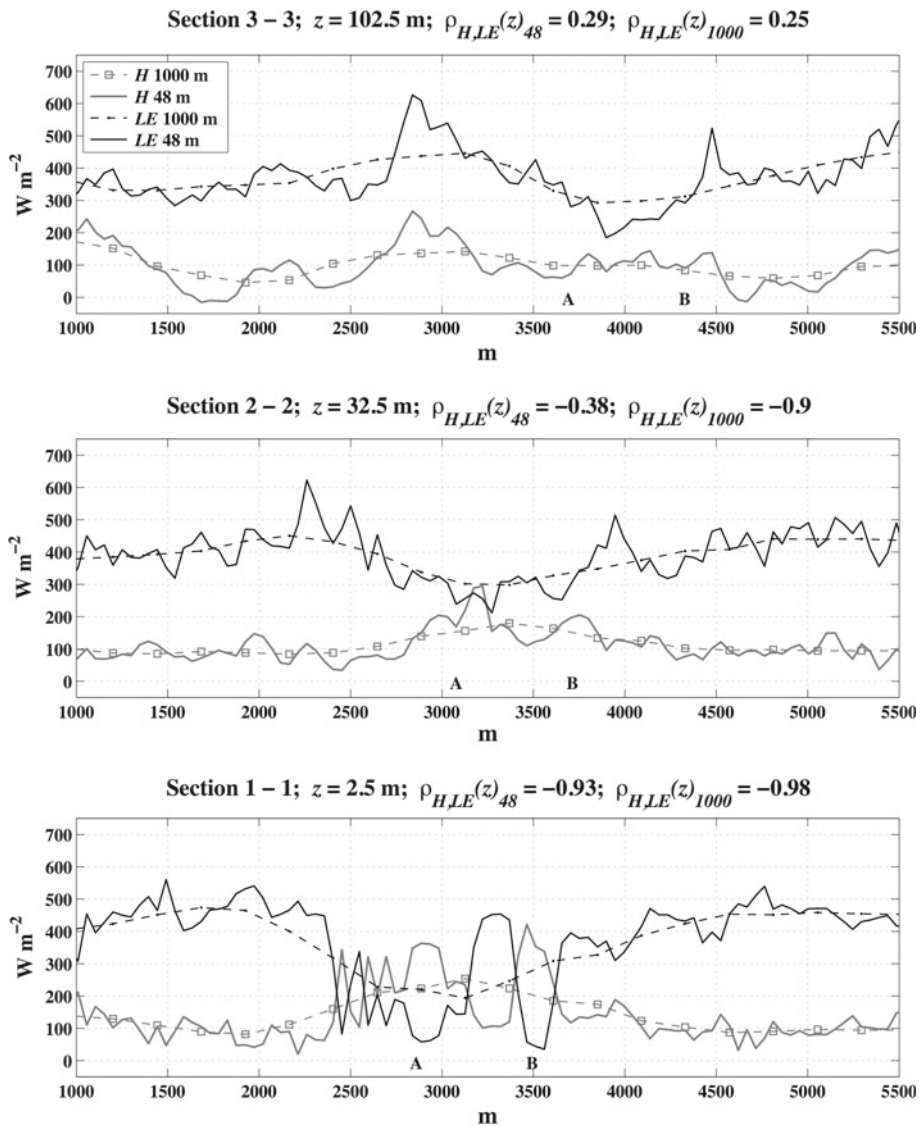 Section 3 – 3; z = 102.5 m; ρH,LE(z)48 = 0.29; ρH,LE(z)1000 = 0.25
700
600
500
400
300
200
100
0
W m−2
H 1000 m
H 48 m
LE 1000 m
LE 48 m
A B
1000 1500 2000 2500 3000 3500 4000 4500 5000 5500
m
Section 2 – 2; z = 32.5 m; ρH,LE(z)48 = −0.38; ρH,LE(z)1000 = −0.9
700
600
500
400
300
200
100
0
W m−2
A B
1000 1500 2000 2500 3000 3500 4000 4500 5000 5500
m
Section 1 – 1; z = 2.5 m; ρH,LE(z)48 = −0.93; ρH,LE(z)1000 = −0.98
700
600
500
400
300
200
100
0
W m−2
A B
1000 1500 2000 2500 3000 3500 4000 4500 5000 5500
m